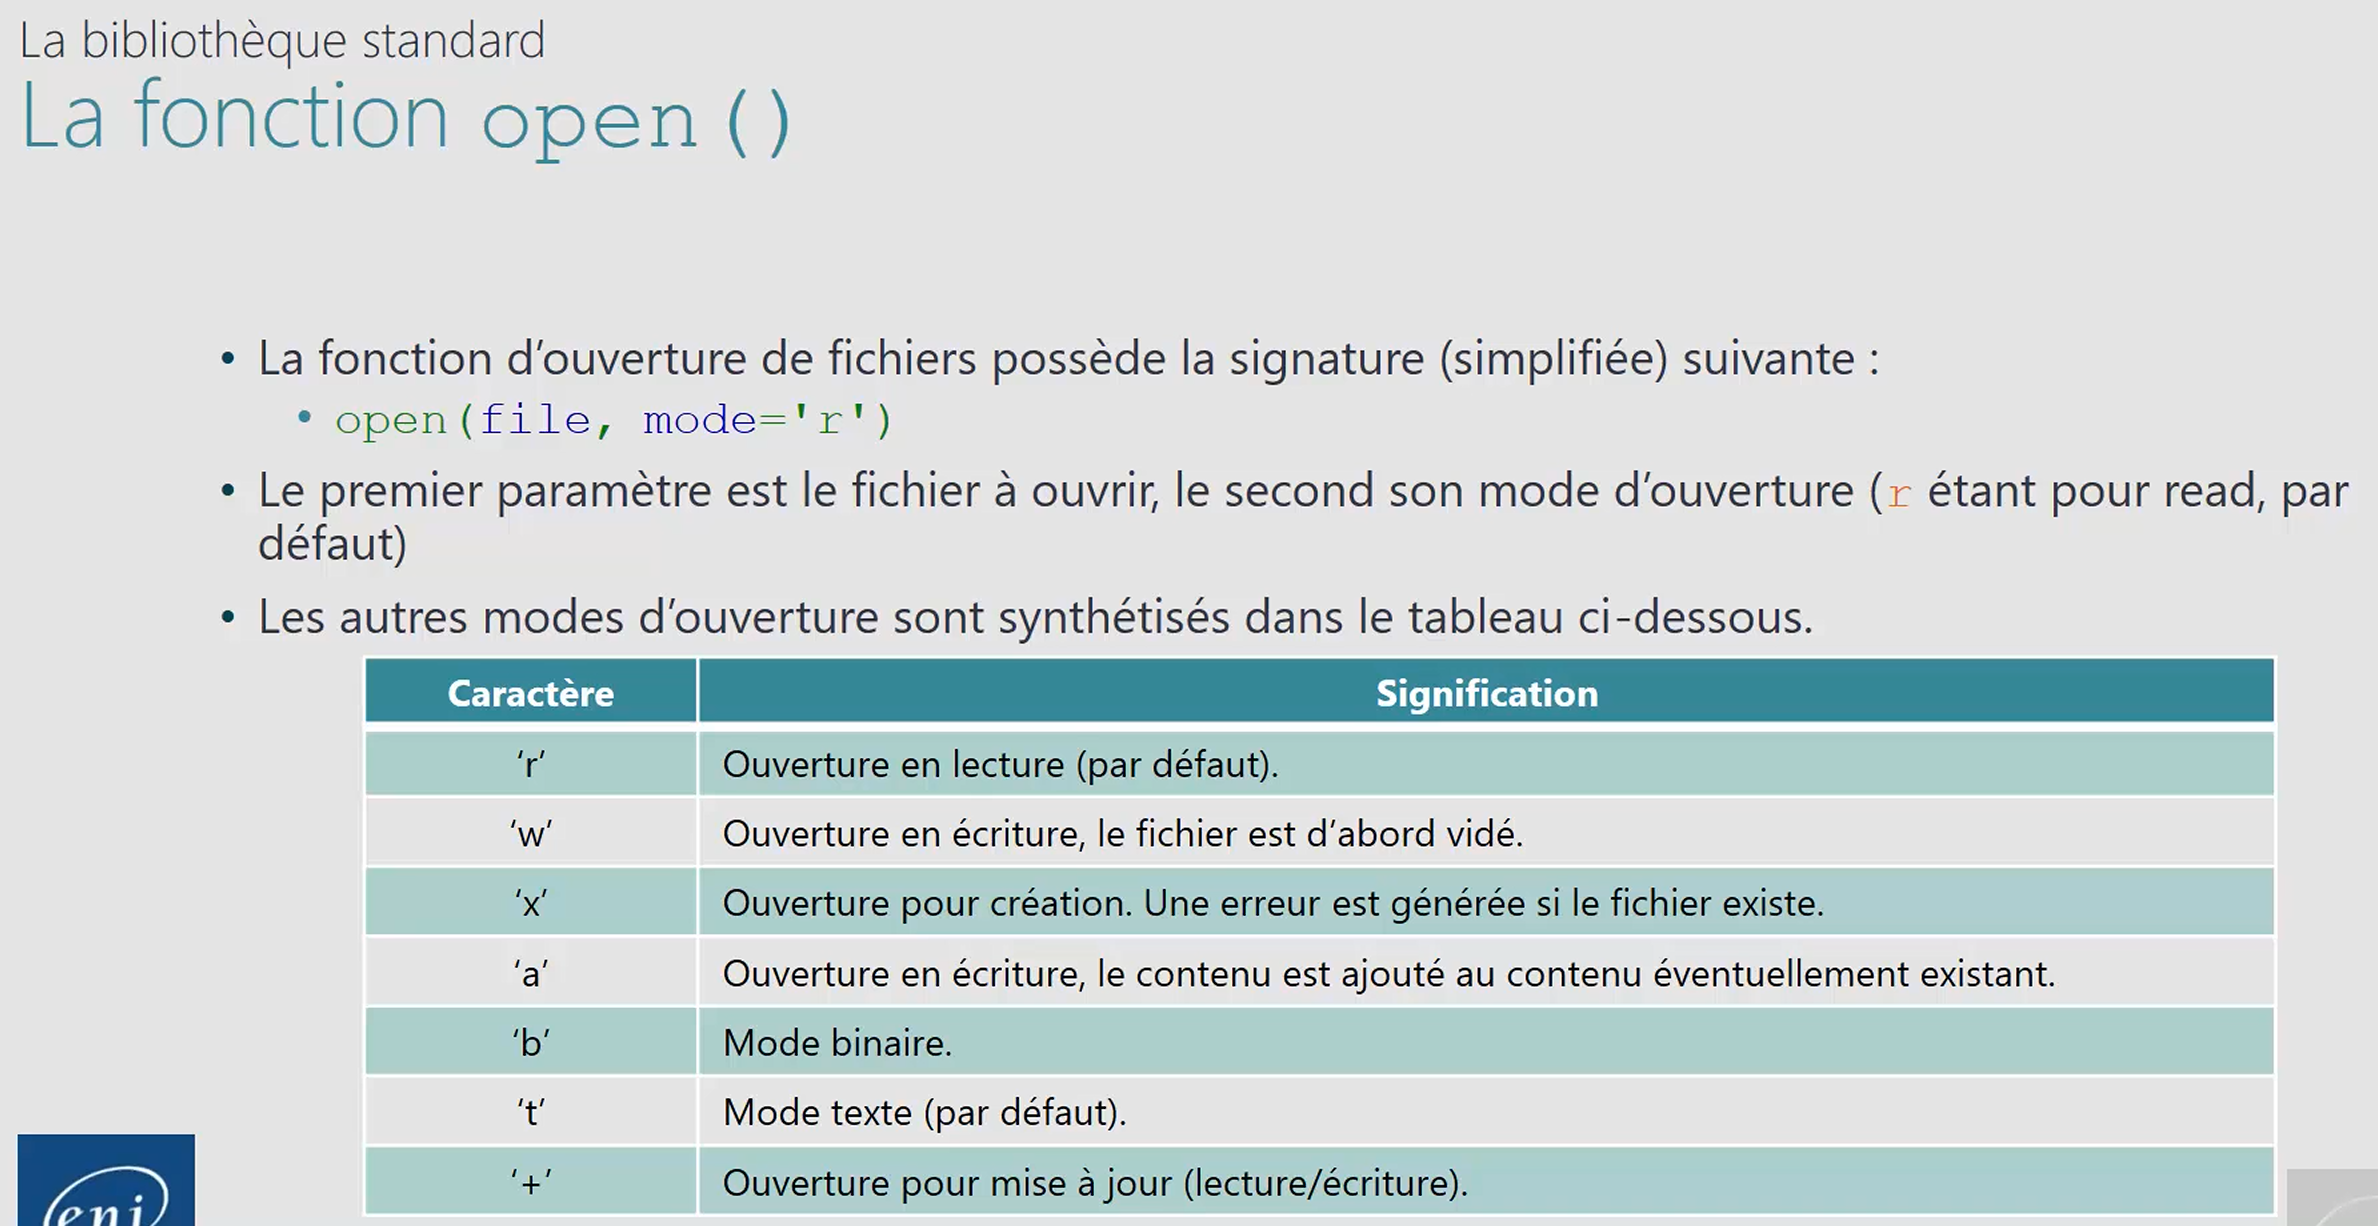 La bibliothèque standard
La fonction open()
• La fonction d’ouverture de fichiers possède la signature (simplifiée) suivante :
• open(file, mode='r')
• Le premier paramètre est le fichier à ouvrir, le second son mode d’ouverture (r étant pour read, par
défaut)
• Les autres modes d’ouverture sont synthétisés dans le tableau ci-dessous.
Caractère Signification
‘r’ Ouverture en lecture (par défaut).
‘w’ Ouverture en écriture, le fichier est d’abord vidé.
‘x’ Ouverture pour création. Une erreur est générée si le fichier existe.
‘a’ Ouverture en écriture, le contenu est ajouté au contenu éventuellement existant.
‘b’ Mode binaire.
‘t’ Mode texte (par défaut).
‘+’ Ouverture pour mise à jour (lecture/écriture).
eni